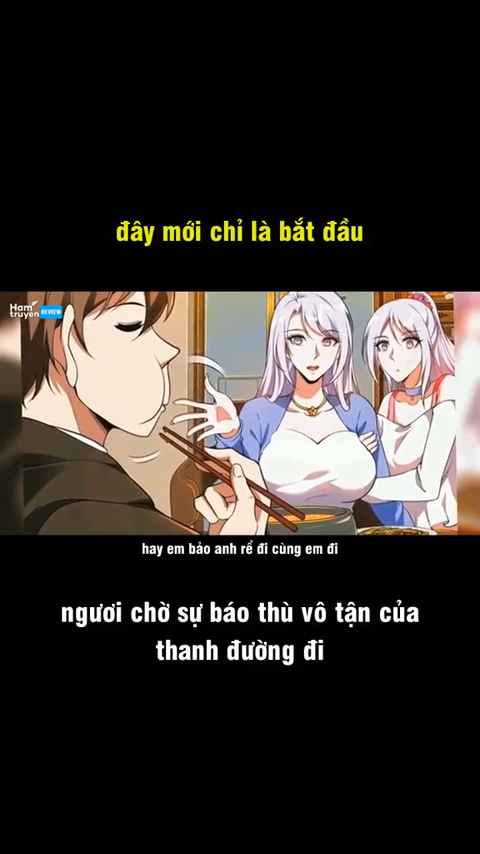 đây mới chỉ là bắt đầu
Ham
truyen REVIEW
hay em bảo anh rể đi cùng em đi
ngươi chờ sự báo thù vô tận của
thanh đường đi